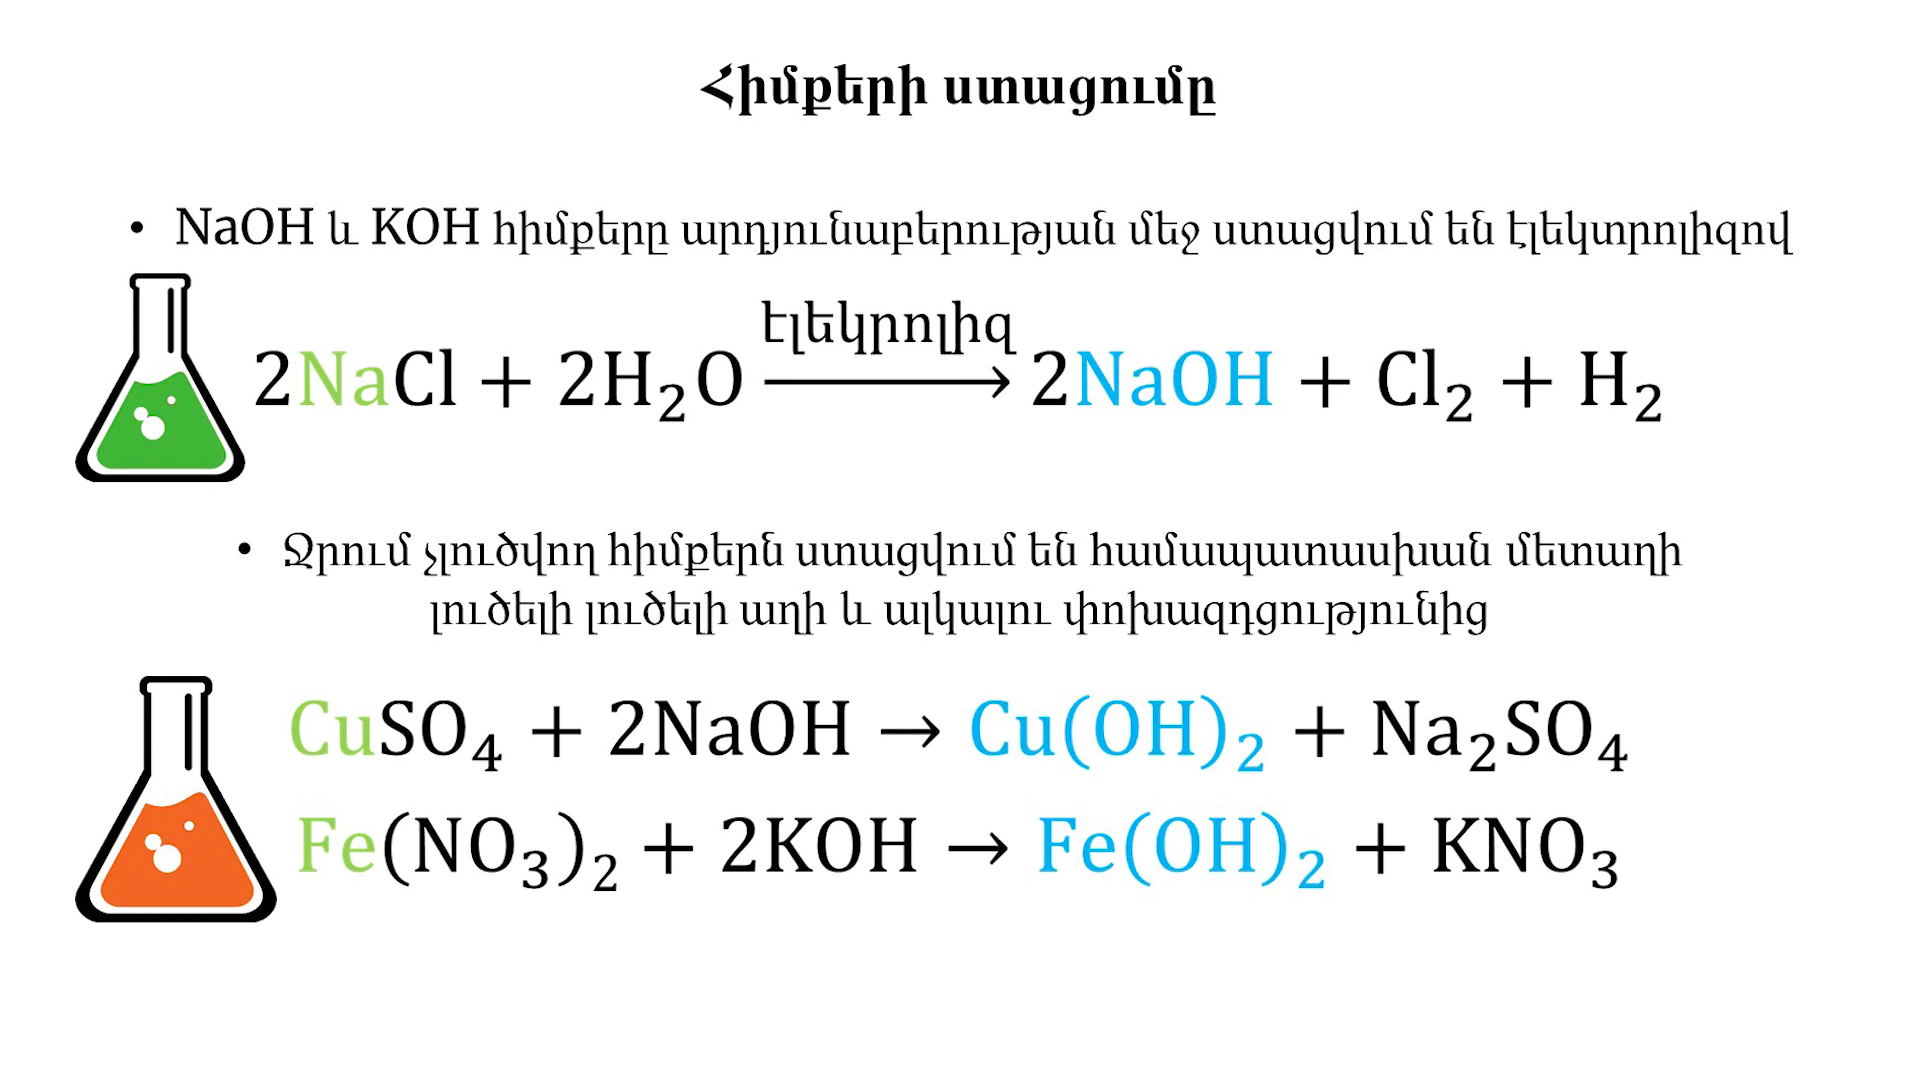 Հիմքերի ստացումը
• NaOH և KOH հիմքերը արդյունաբերության մեջ ստացվում են էլեկտրոլիզով
էլեկրոլիզ
2NaCl + 2H₂O ⟶ 2NaOH + Cl₂ + H₂
• Ջրում չլուծվող հիմքերն ստացվում են համապատասխան մետաղի
լուծելի լուծելի աղի և ալկալու փոխազդցությունից
CuSO₄ + 2NaOH → Cu(OH)₂ + Na₂SO₄
Fe(NO₃)₂ + 2KOH → Fe(OH)₂ + KNO₃